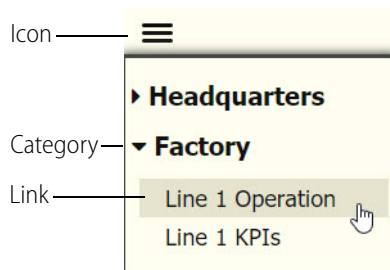 Icon
Headquarters
Category
Factory
Link
Line 1 Operation
Line 1 KPIs